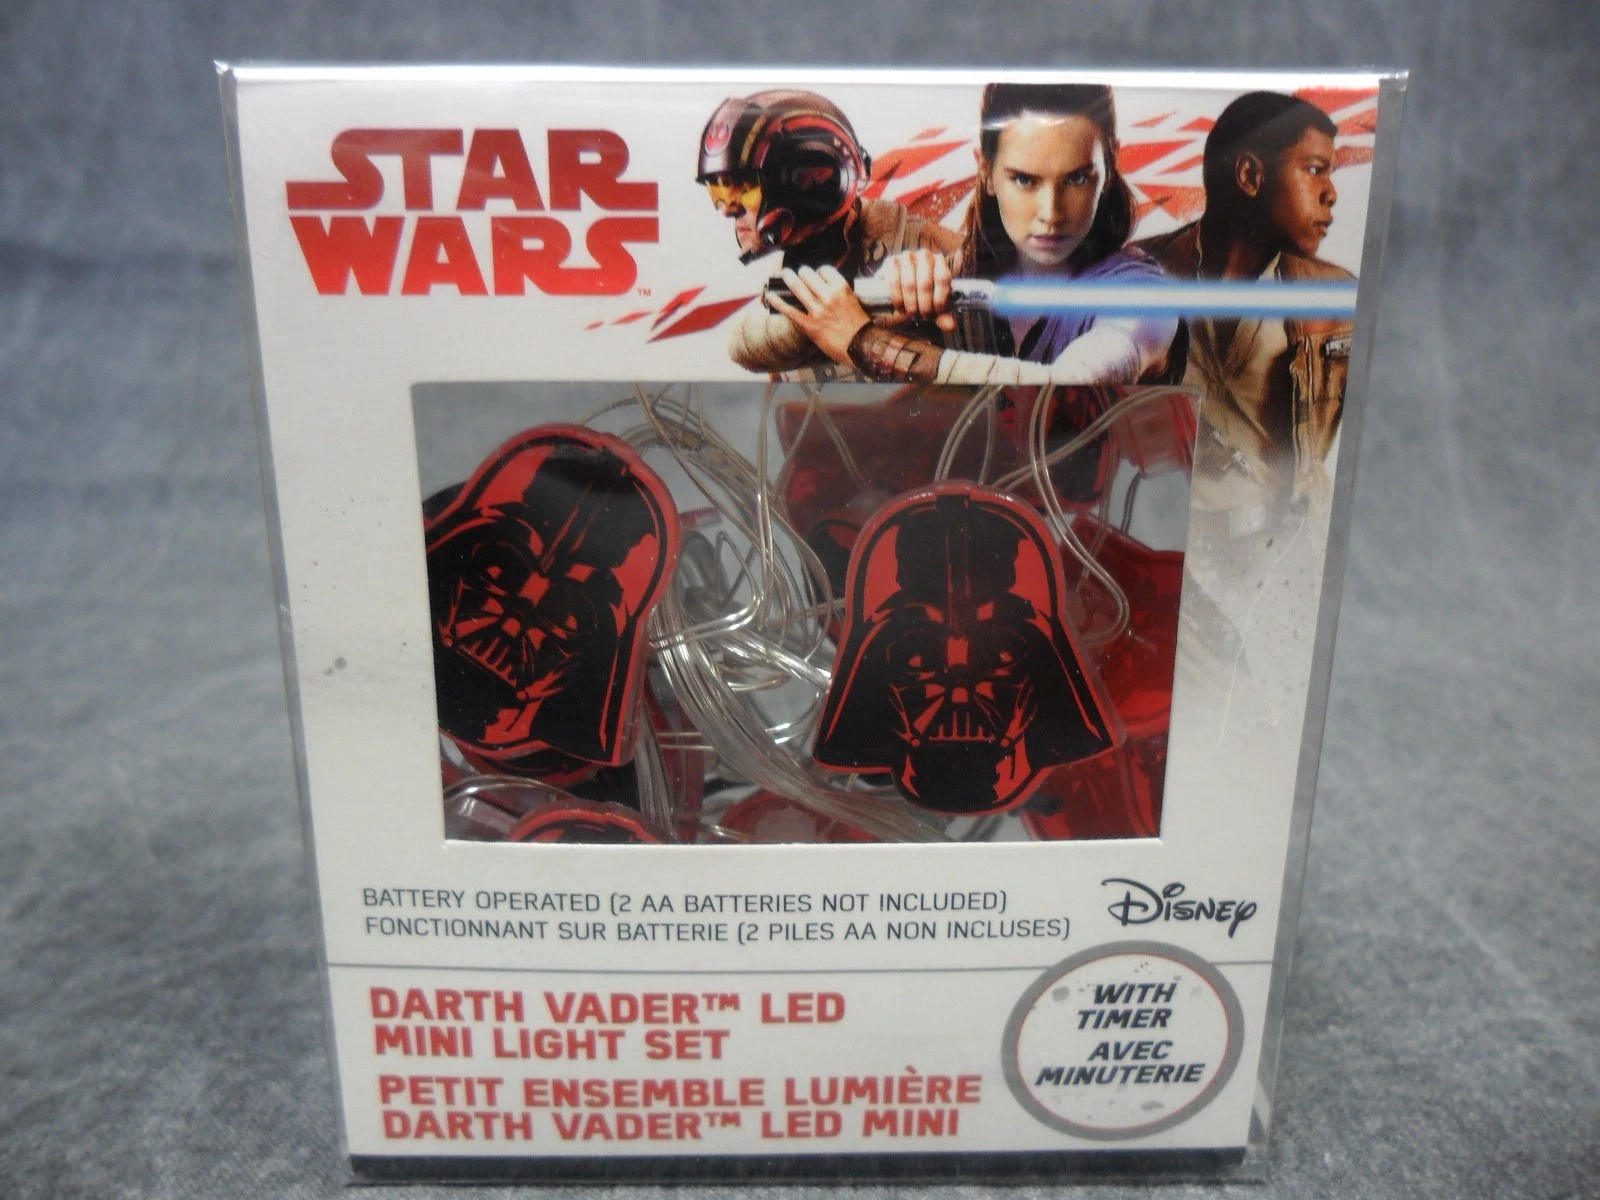 STAR
WARS™
BATTERY OPERATED (2 AA BATTERIES NOT INCLUDED)
FONCTIONNANT SUR BATTERIE (2 PILES AA NON INCLUSES)
Disney
DARTH VADER™ LED
MINI LIGHT SET
PETIT ENSEMBLE LUMIÈRE
DARTH VADER™ LED MINI
WITH
TIMER
AVEC
MINUTERIE